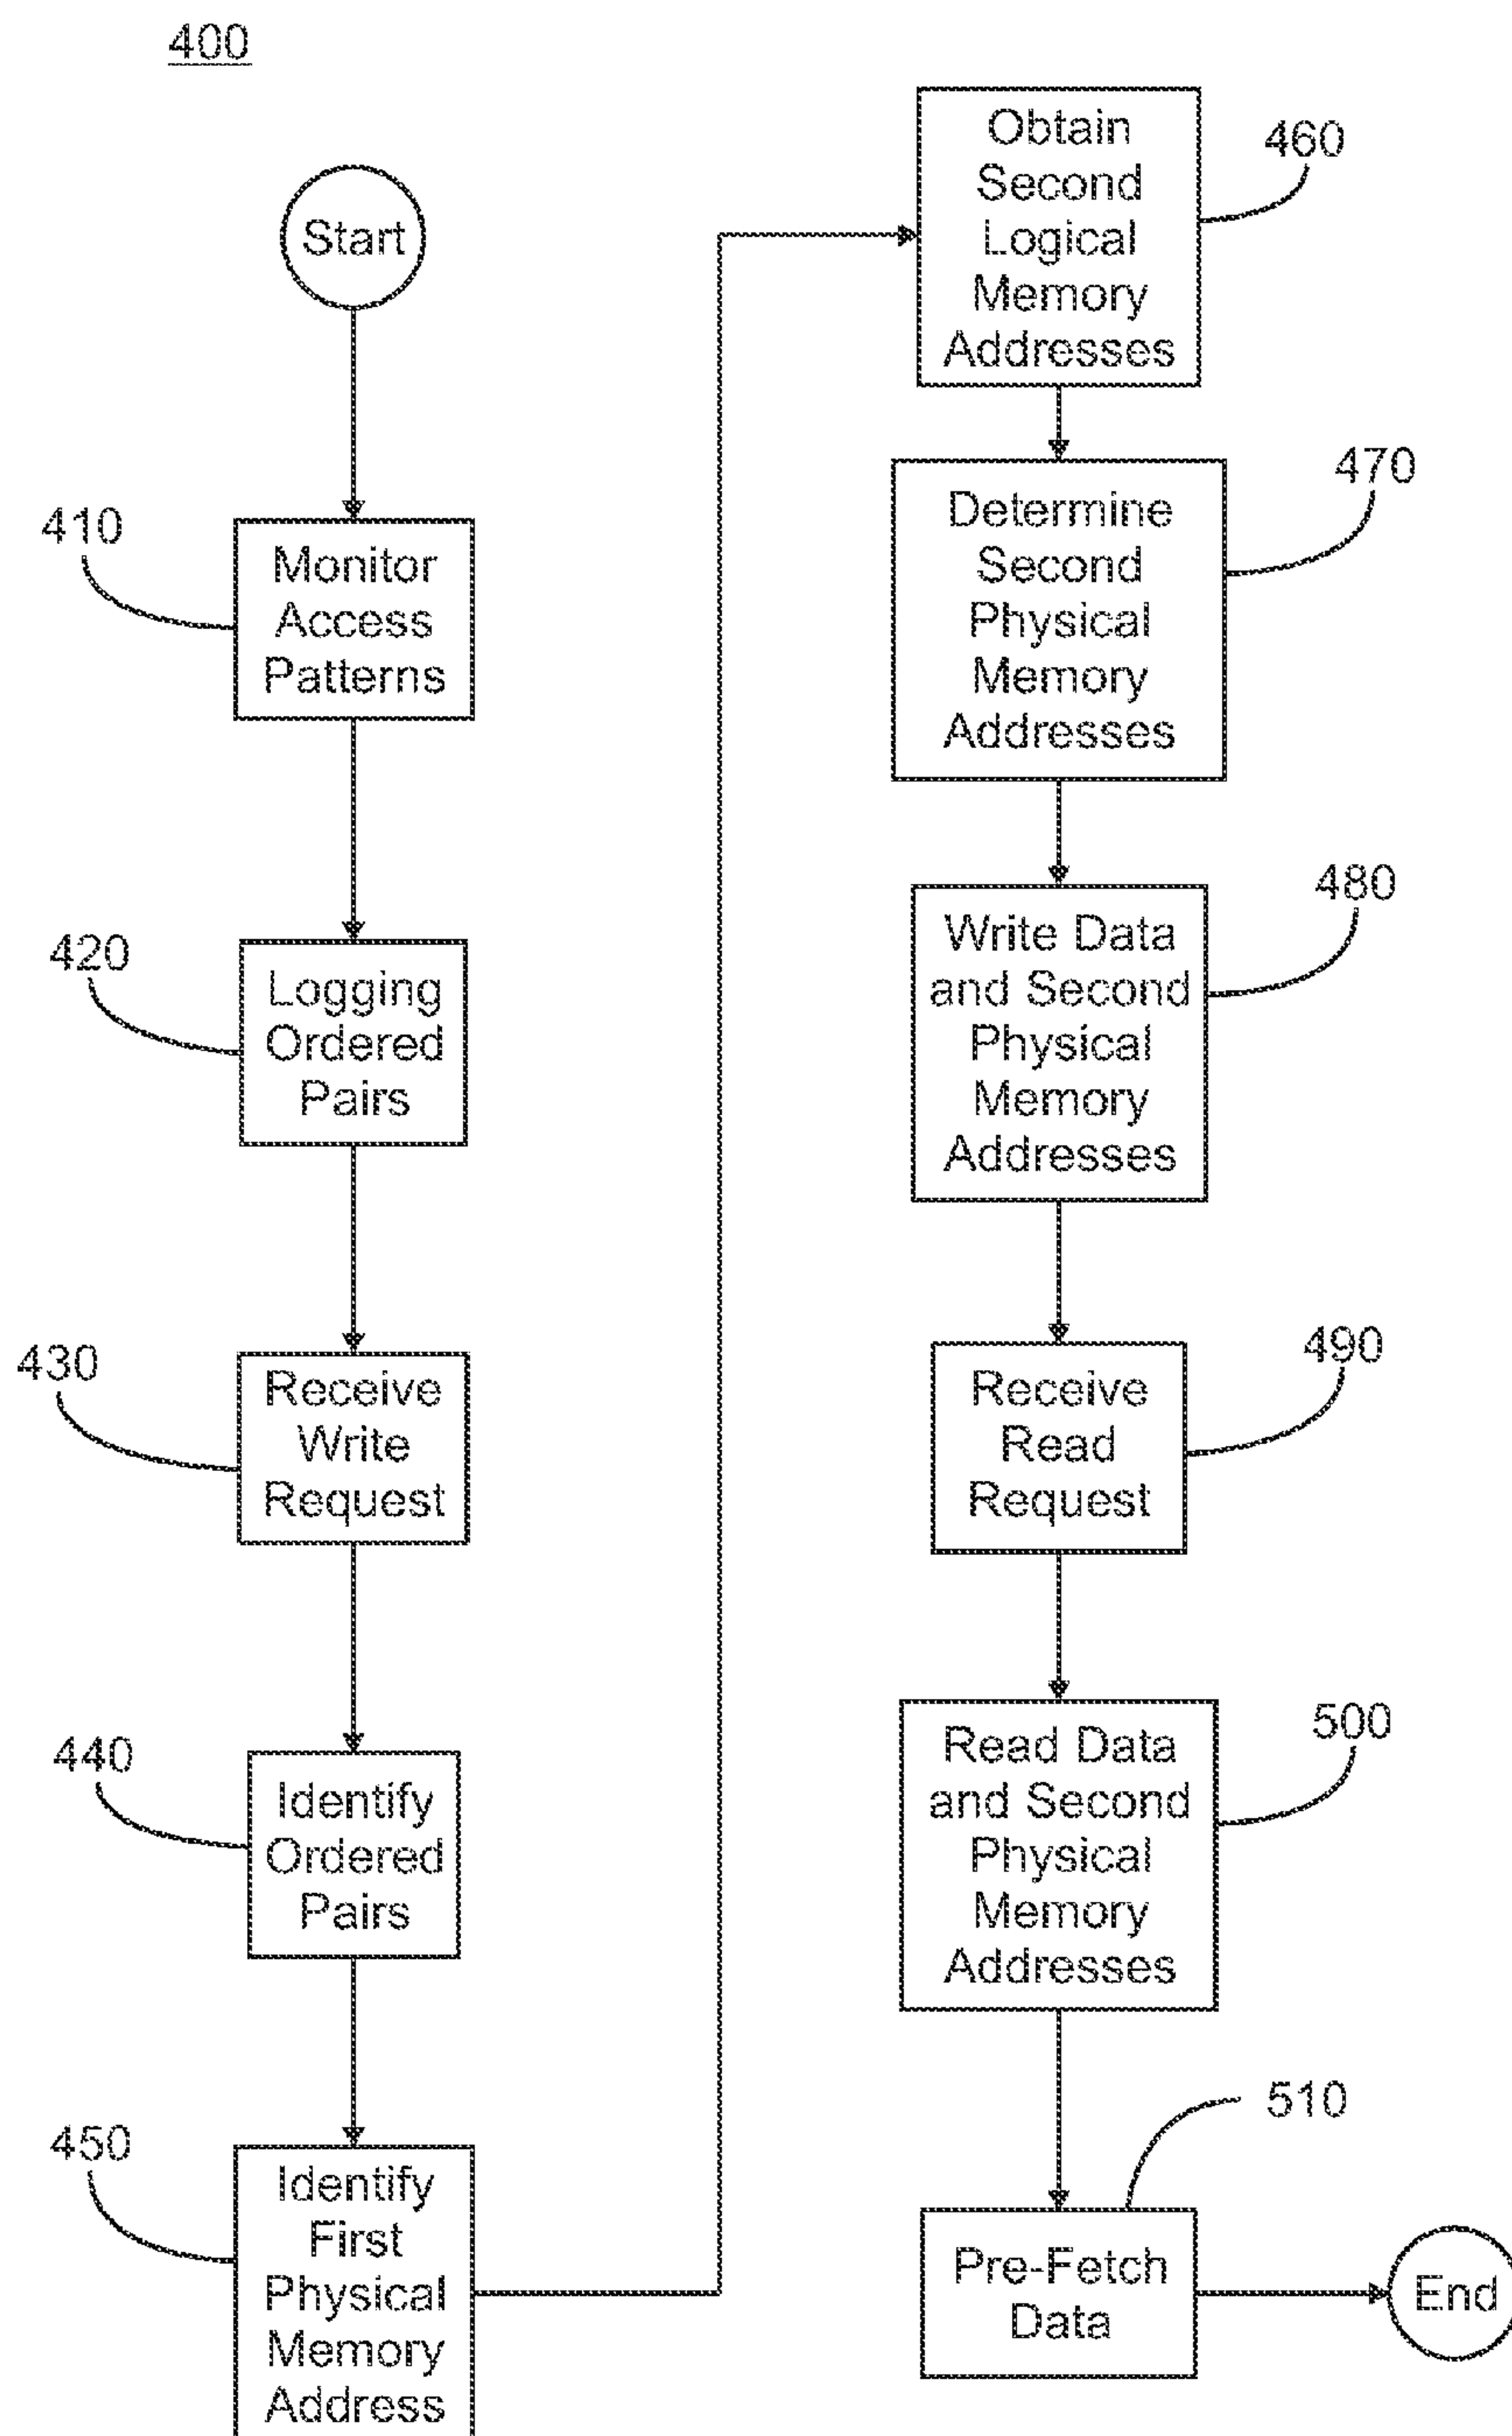 400
Start
410
Monitor
Access
Patterns
420
Logging
Ordered
Pairs
430
Receive
Write
Request
440
Identify
Ordered
Pairs
450
Identify
First
Physical
Memory
Address
460
Obtain
Second
Logical
Memory
Addresses
470
Determine
Second
Physical
Memory
Addresses
480
Write Data
and Second
Physical
Memory
Addresses
490
Receive
Read
Request
500
Read Data
and Second
Physical
Memory
Addresses
510
Pre-Fetch
Data
End